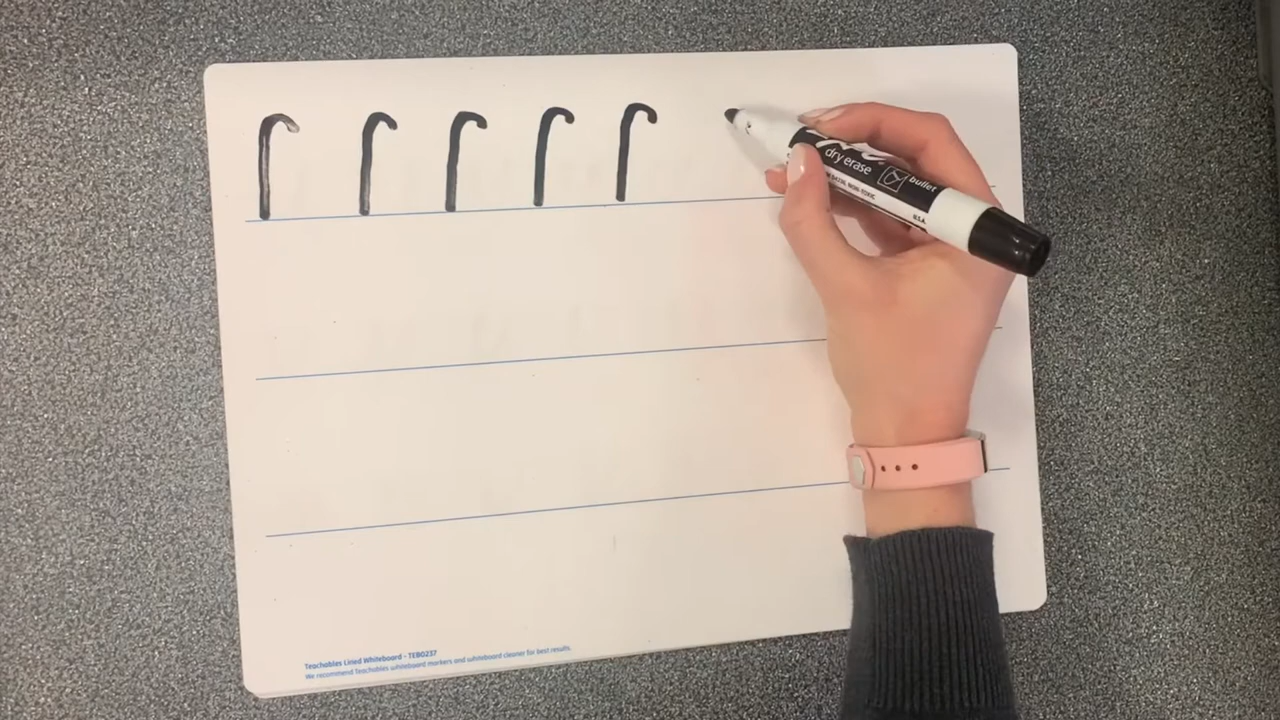 r r r r r
dry erase
bullet
U.S.A.
Teachables Lined Whiteboard - TEB0237
We recommend Teachables whiteboard markers and whiteboard cleaner for best results.